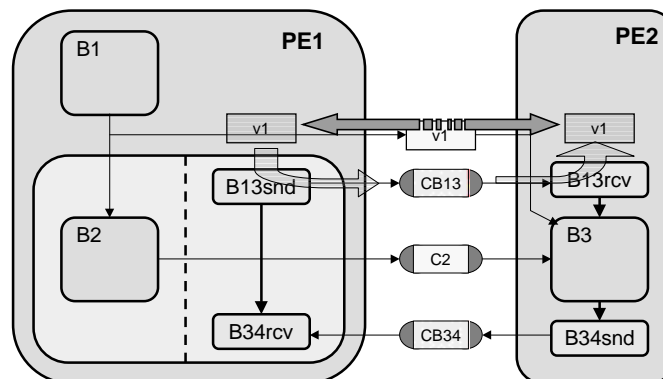 PE1
PE2
B1
v1
v1
v1
B13snd
CB13
B13rcv
B2
C2
B3
B34rcv
CB34
B34snd